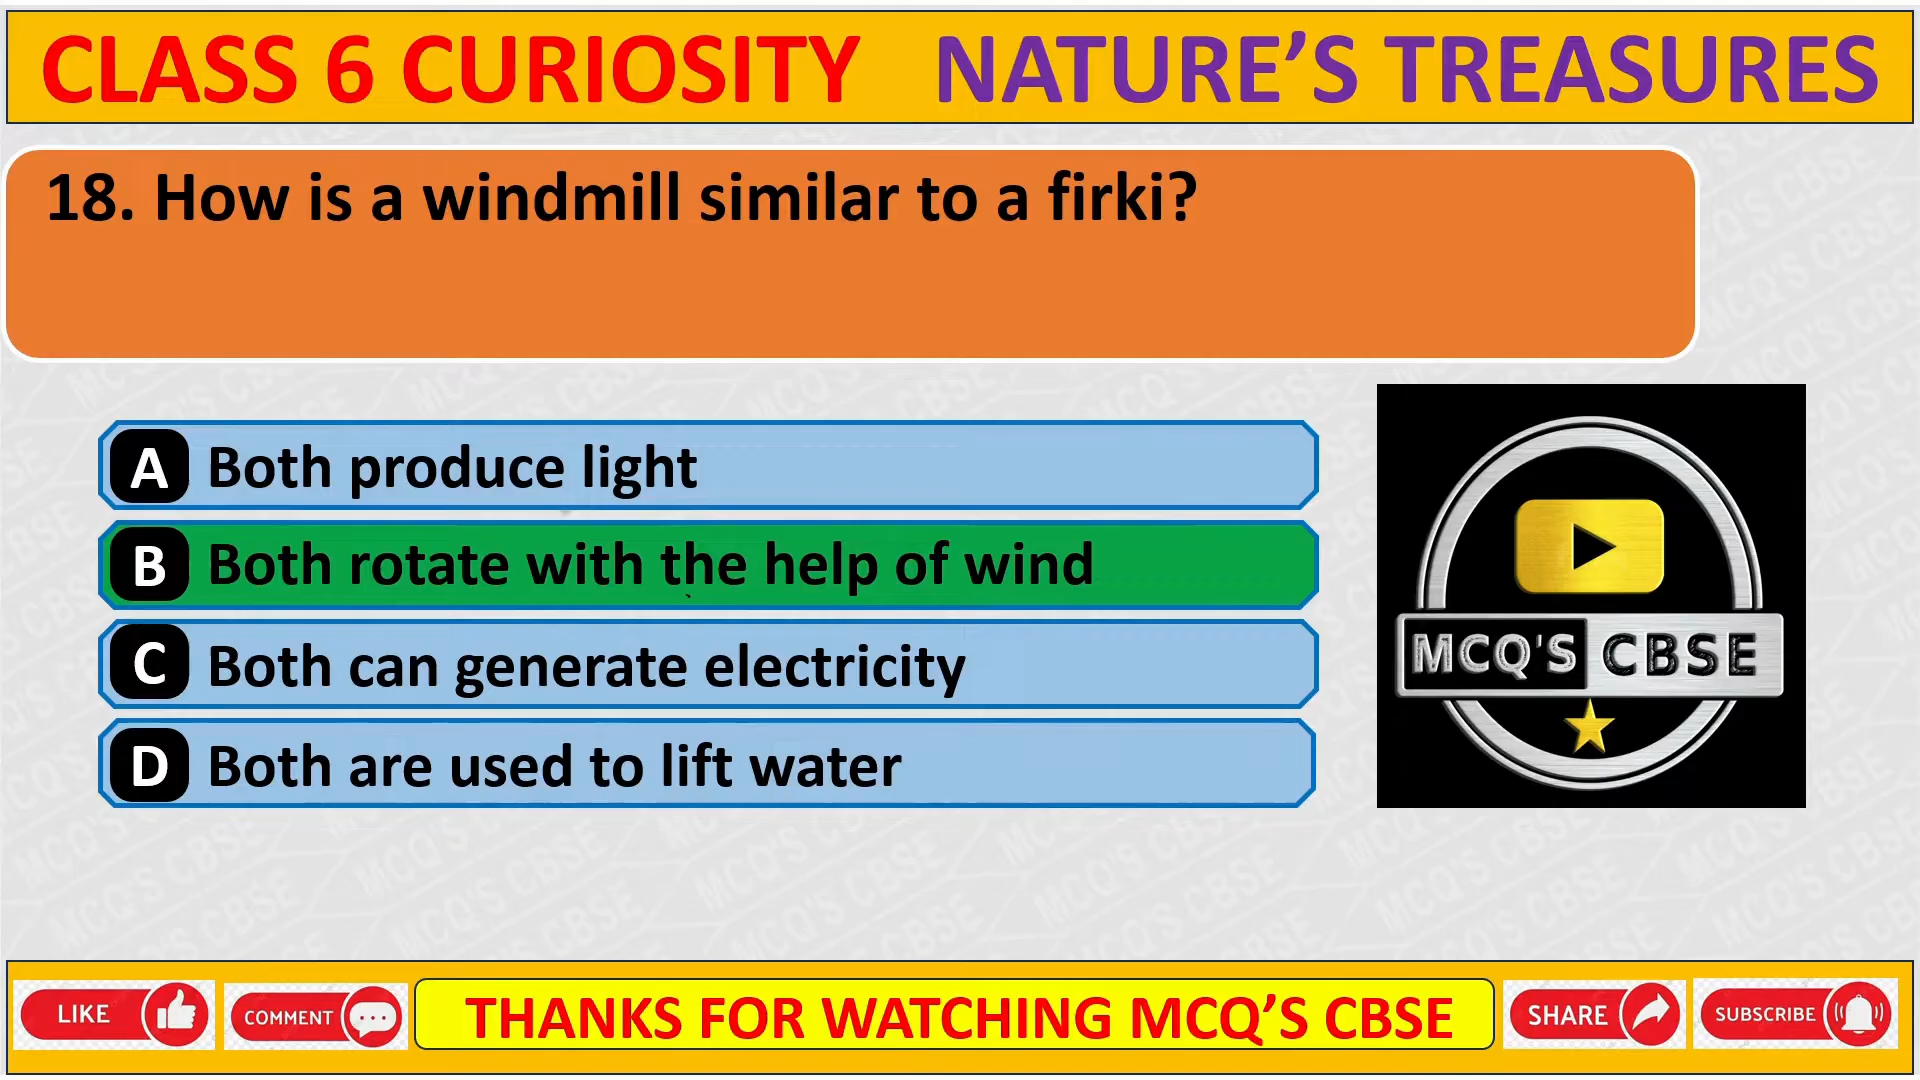 CLASS 6 CURIOSITY NATURE’S TREASURES
18. How is a windmill similar to a firki?
A Both produce light
B Both rotate with the help of wind
C Both can generate electricity
D Both are used to lift water
MCQ'S CBSE
LIKE
COMMENT
THANKS FOR WATCHING MCQ’S CBSE
SHARE
SUBSCRIBE